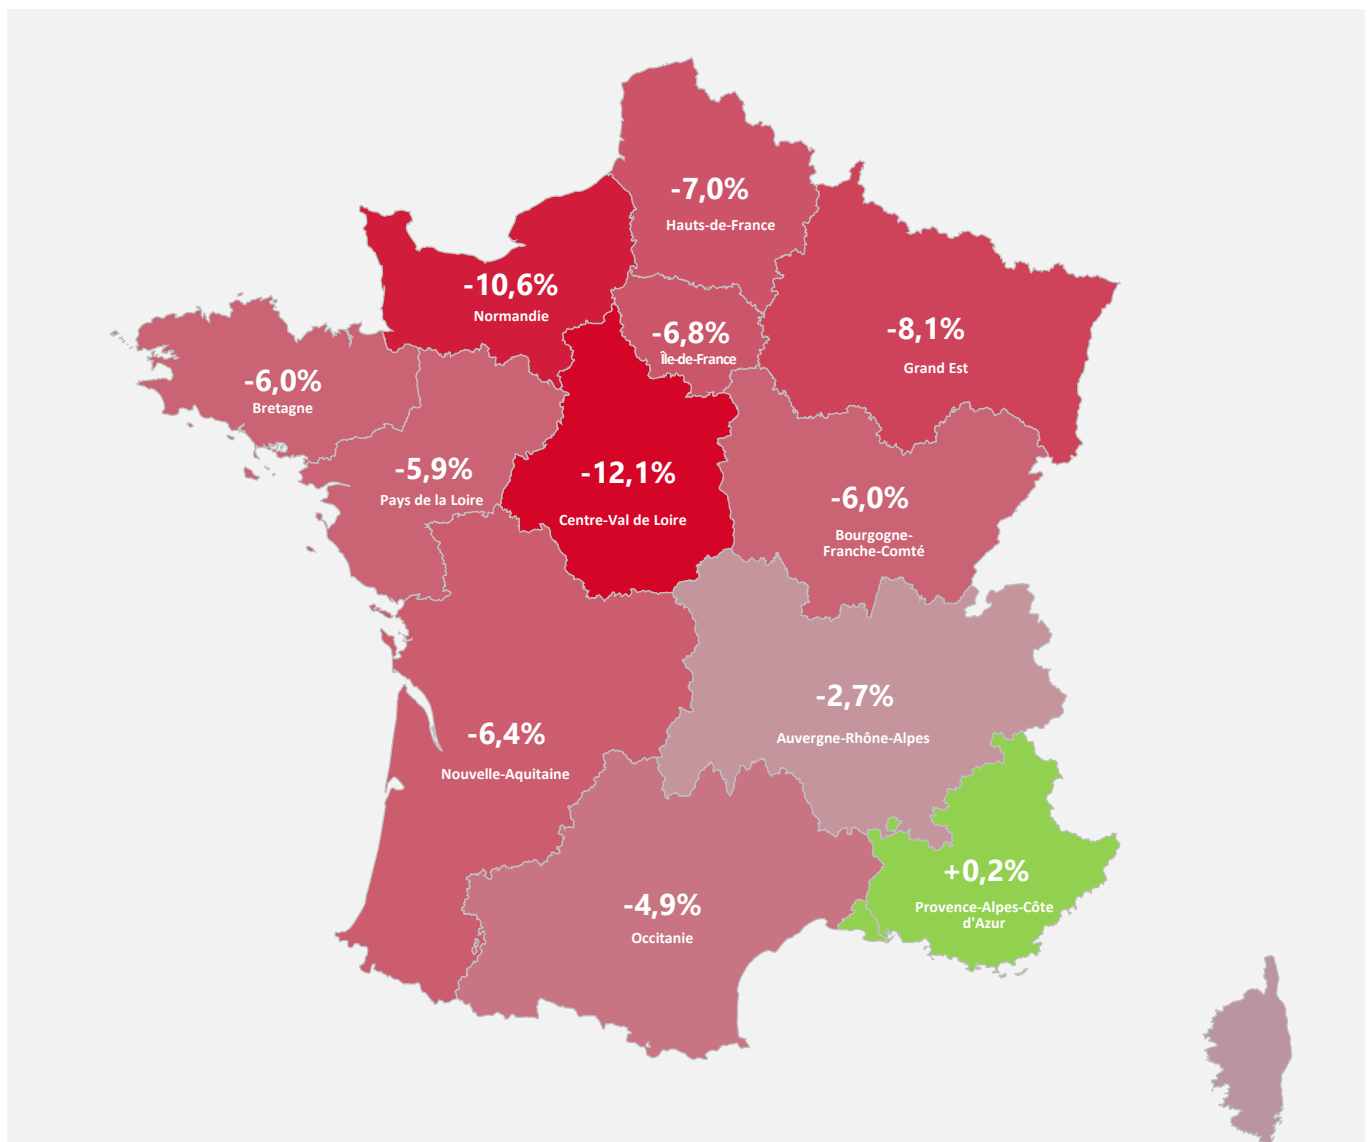 -7,0%
Hauts-de-France
-10,6%
Normandie
-6,8%
Île-de-France
-8,1%
Grand Est
-6,0%
Bretagne
-5,9%
Pays de la Loire
-12,1%
Centre-Val de Loire
-6,0%
Bourgogne-
Franche-Comté
-2,7%
Auvergne-Rhône-Alpes
-6,4%
Nouvelle-Aquitaine
+0,2%
Provence-Alpes-Côte
d'Azur
-4,9%
Occitanie